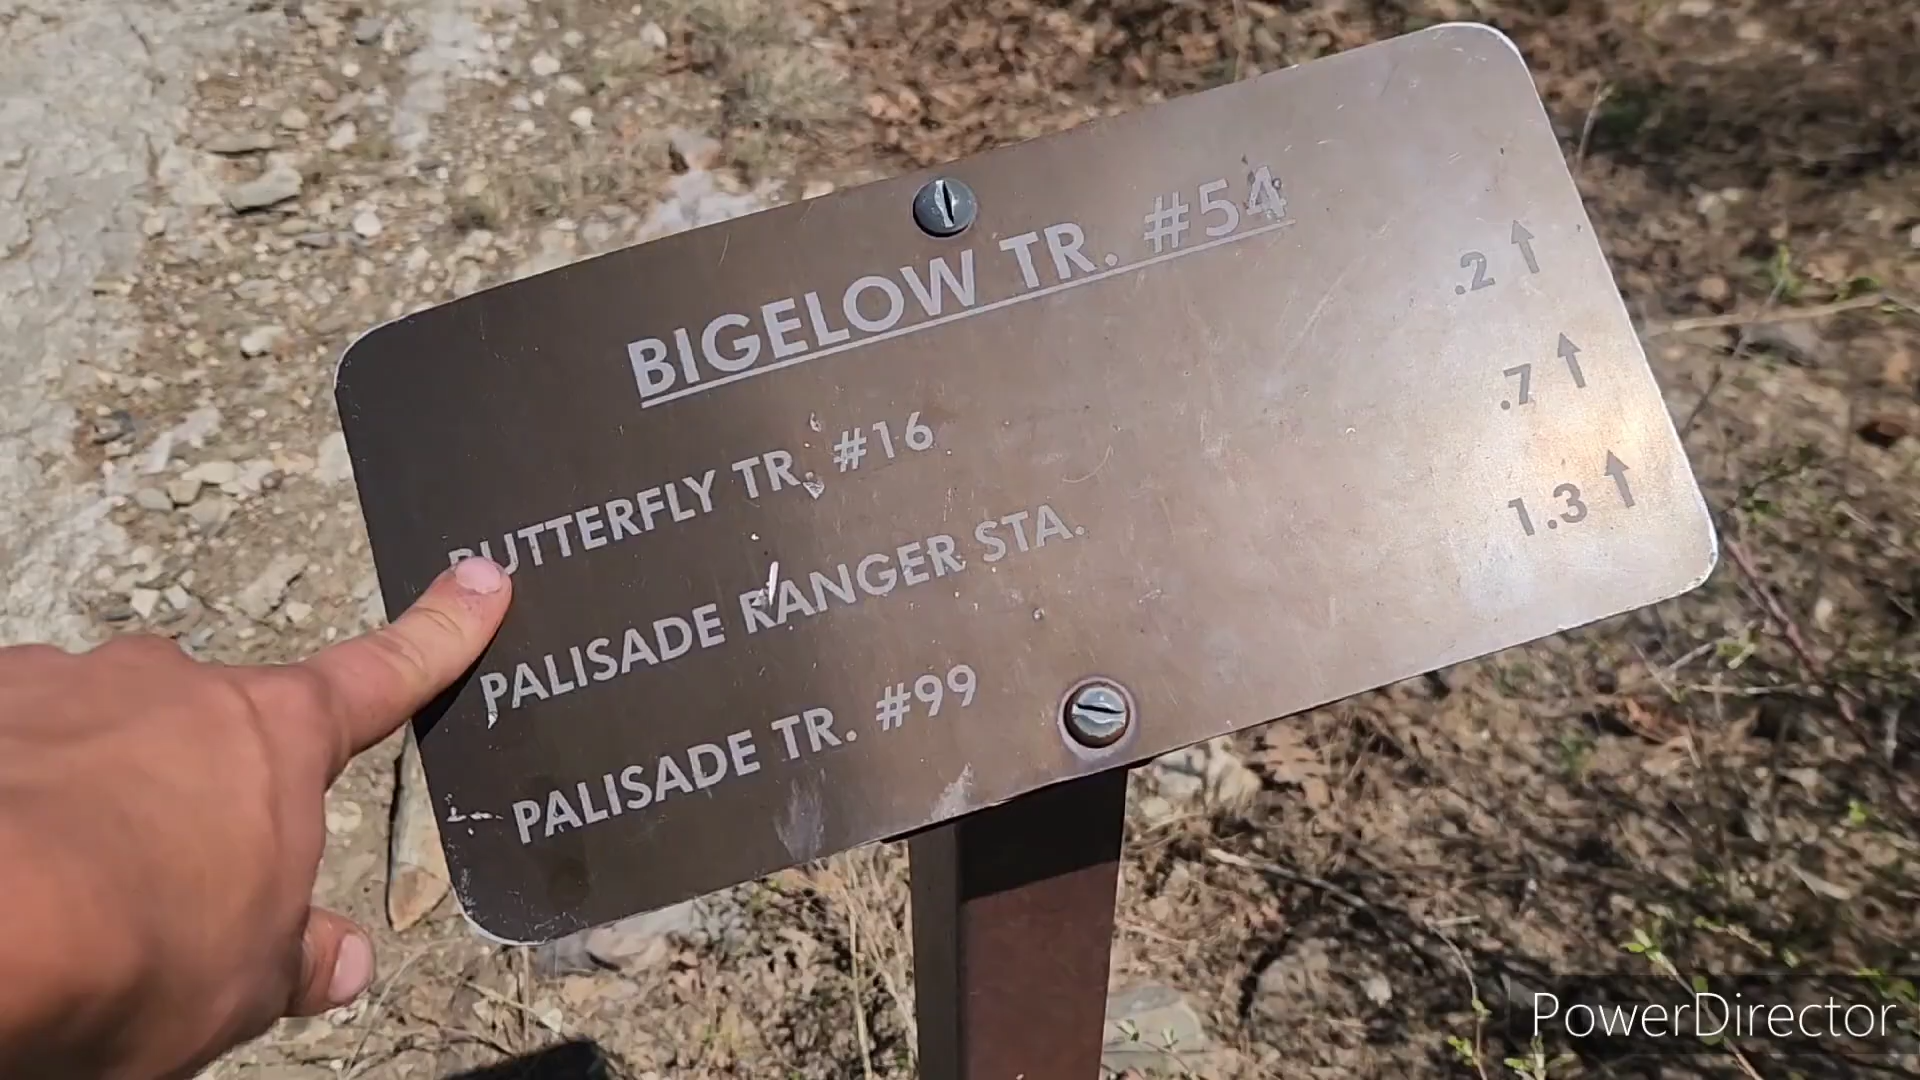 BIGELOW TR. #54
BUTTERFLY TR. #16 .2 ↑
PALISADE RANGER STA. .7 ↑
PALISADE TR. #99 1.3 ↑
PowerDirector